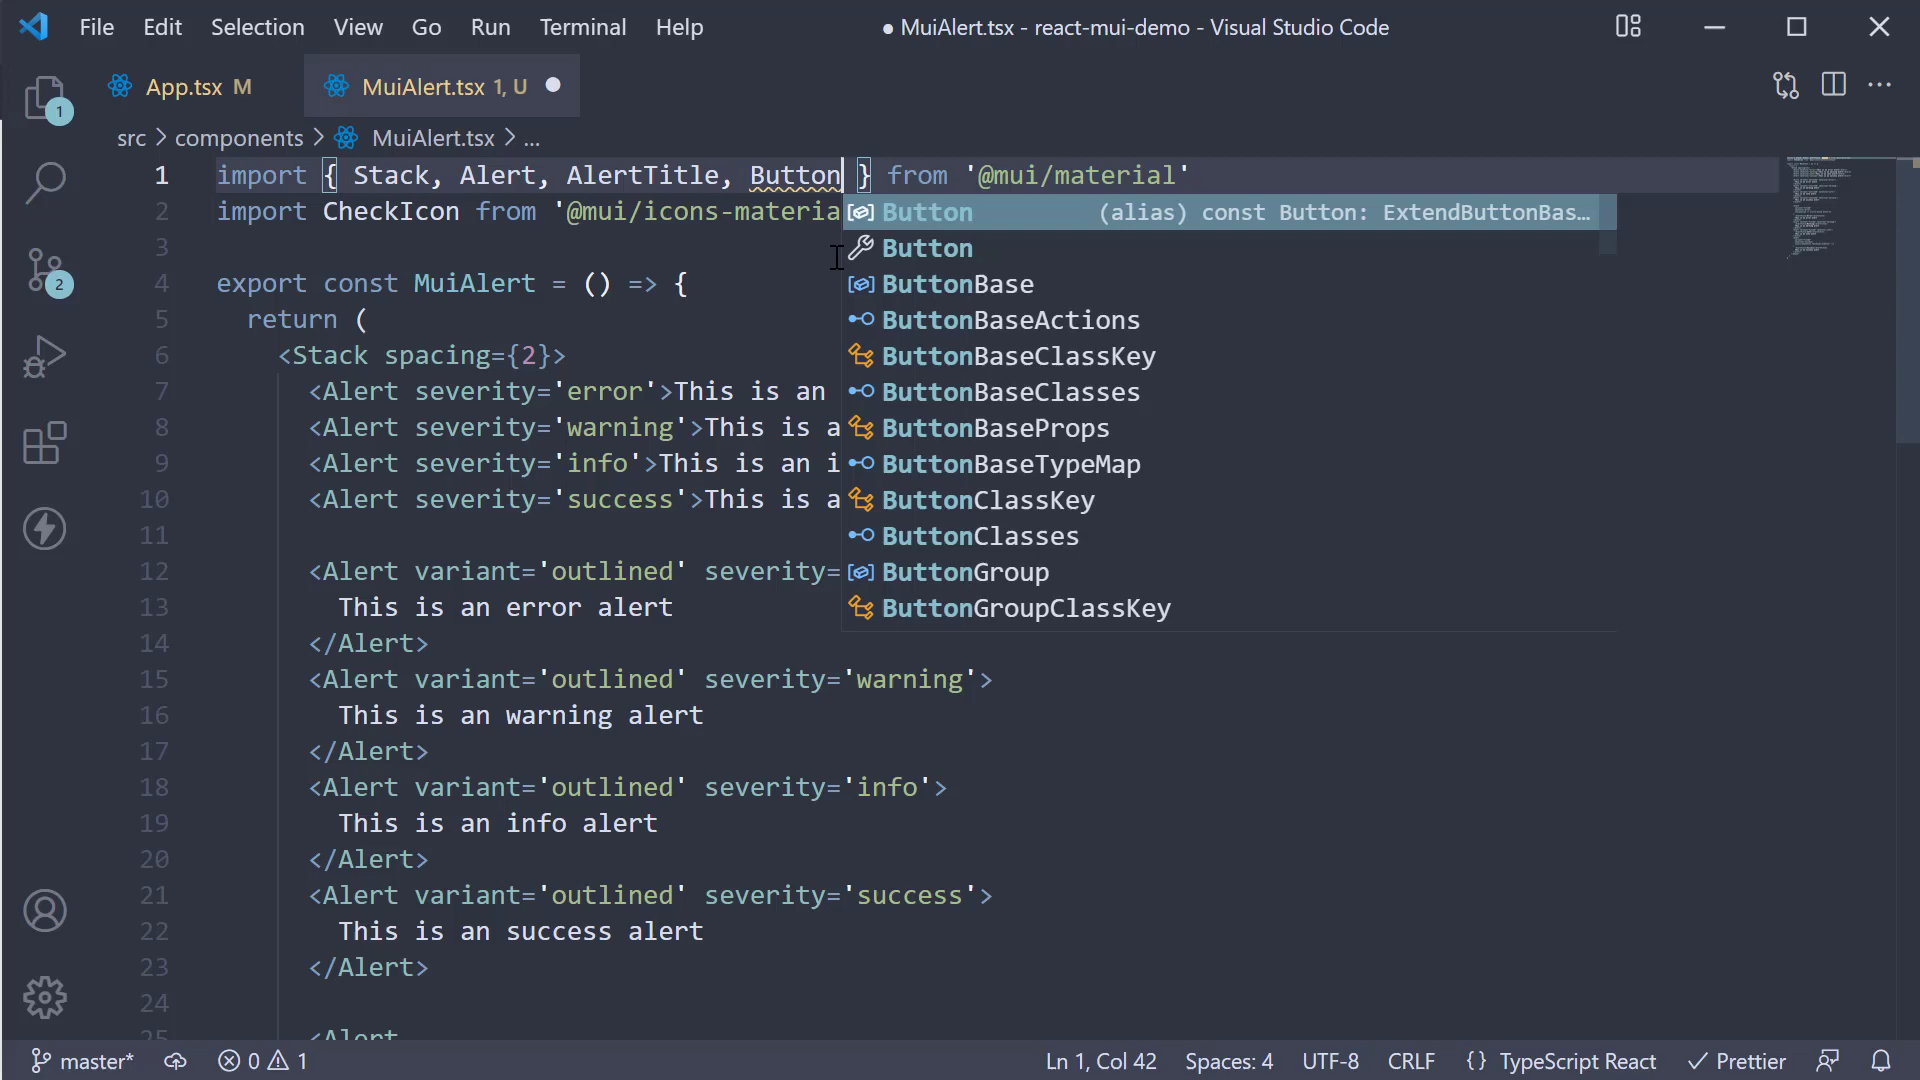 File Edit Selection View Go Run Terminal Help
● MuiAlert.tsx - react-mui-demo - Visual Studio Code
App.tsx M
MuiAlert.tsx 1, U
src > components > MuiAlert.tsx > ...
1
2
1 import { Stack, Alert, AlertTitle, Button } from '@mui/material'
2 import CheckIcon from '@mui/icons-materia
3
4 export const MuiAlert = () => {
5 return (
6 <Stack spacing={2}>
7 <Alert severity='error'>This is an
8 <Alert severity='warning'>This is a
9 <Alert severity='info'>This is an i
10 <Alert severity='success'>This is a
11
12 <Alert variant='outlined' severity=
13 This is an error alert
14 </Alert>
15 <Alert variant='outlined' severity='warning'>
16 This is an warning alert
17 </Alert>
18 <Alert variant='outlined' severity='info'>
19 This is an info alert
20 </Alert>
21 <Alert variant='outlined' severity='success'>
22 This is an success alert
23 </Alert>
24
25 <Alert
Button (alias) const Button: ExtendButtonBas…
Button
ButtonBase
ButtonBaseActions
ButtonBaseClassKey
ButtonBaseClasses
ButtonBaseProps
ButtonBaseTypeMap
ButtonClassKey
ButtonClasses
ButtonGroup
ButtonGroupClassKey
master* 0 1 Ln 1, Col 42 Spaces: 4 UTF-8 CRLF {} TypeScript React Prettier